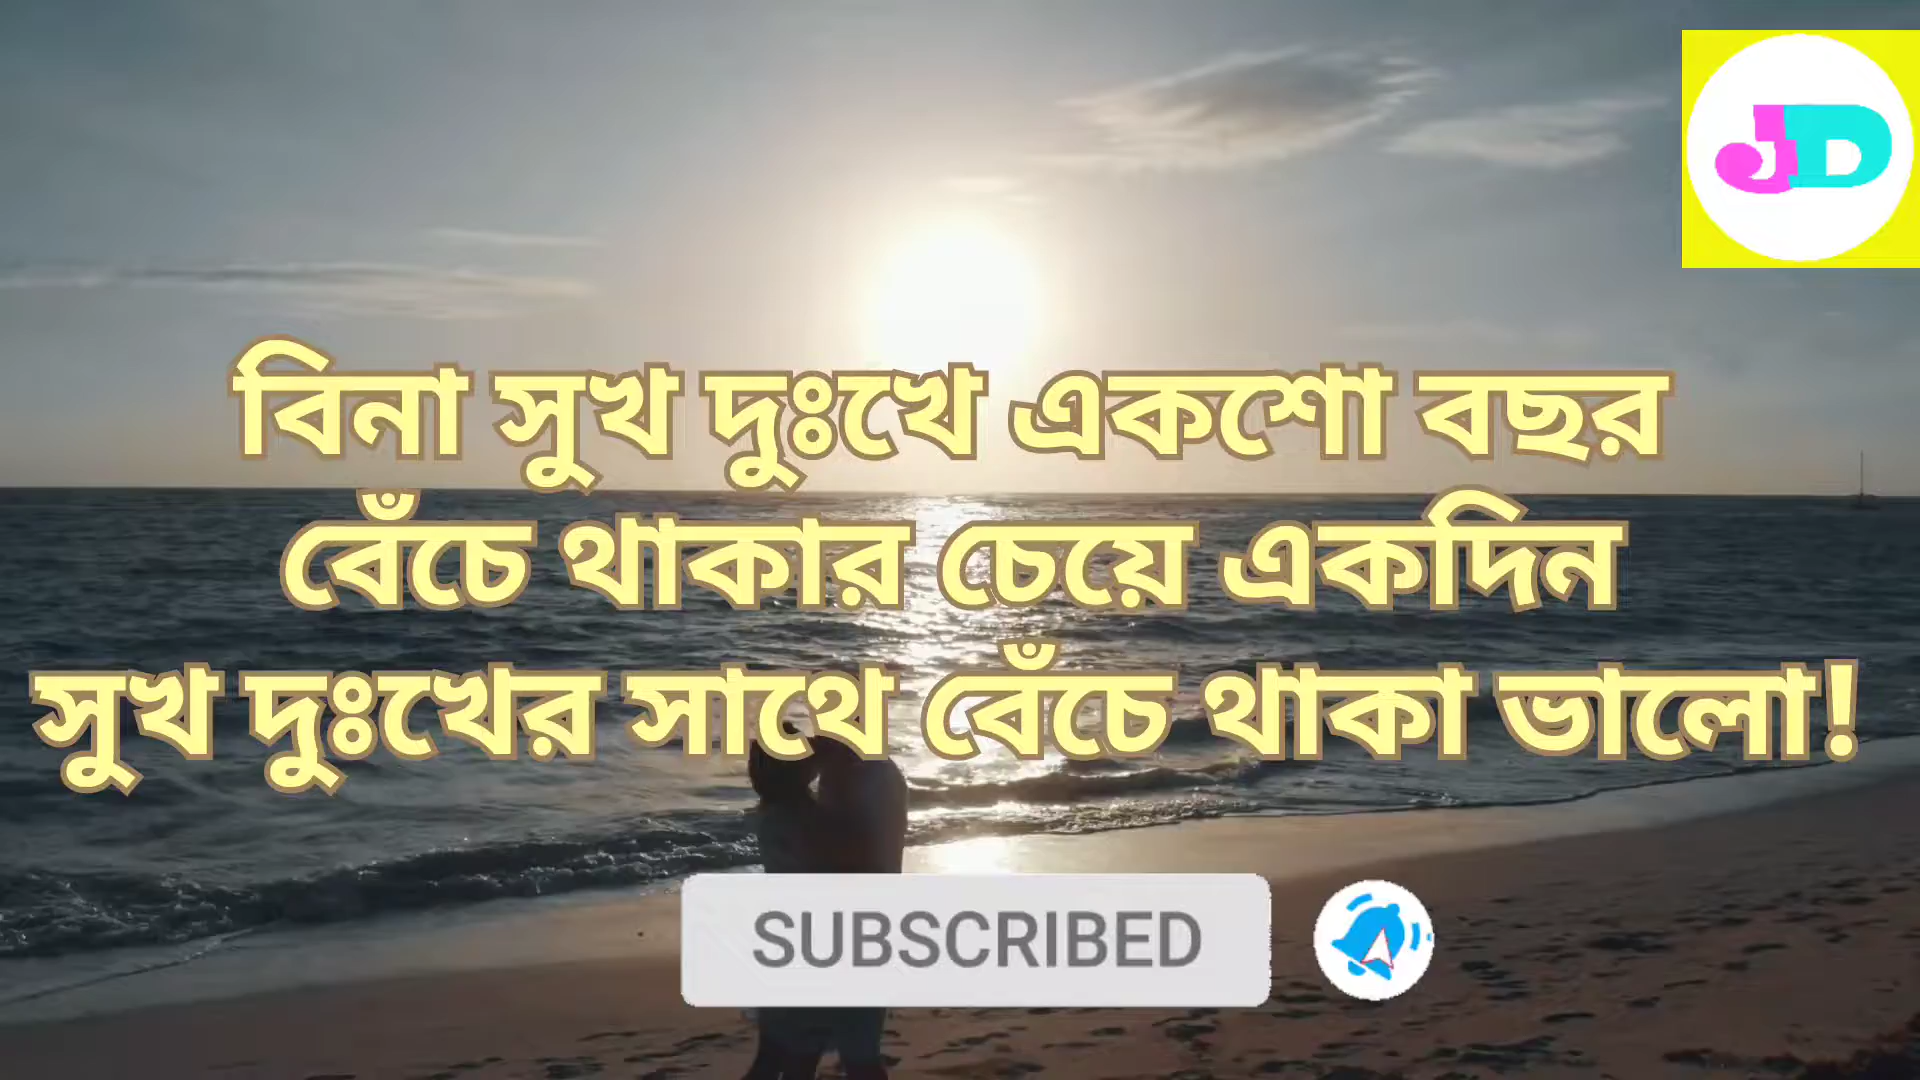 JD
বিনা সুখ দুঃখে একশো বছর
বেঁচে থাকার চেয়ে একদিন
সুখ দুঃখের সাথে বেঁচে থাকা ভালো!
SUBSCRIBED